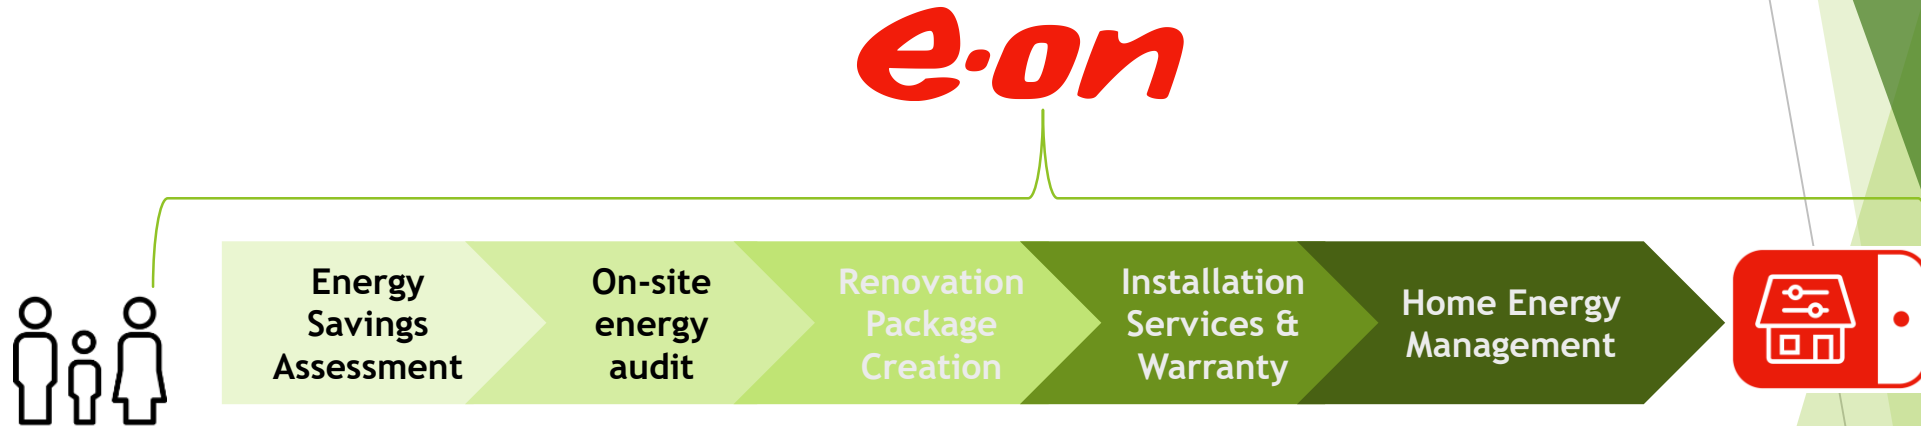 e·on
Energy
Savings
Assessment
On-site
energy
audit
Renovation
Package
Creation
Installation
Services &
Warranty
Home Energy
Management